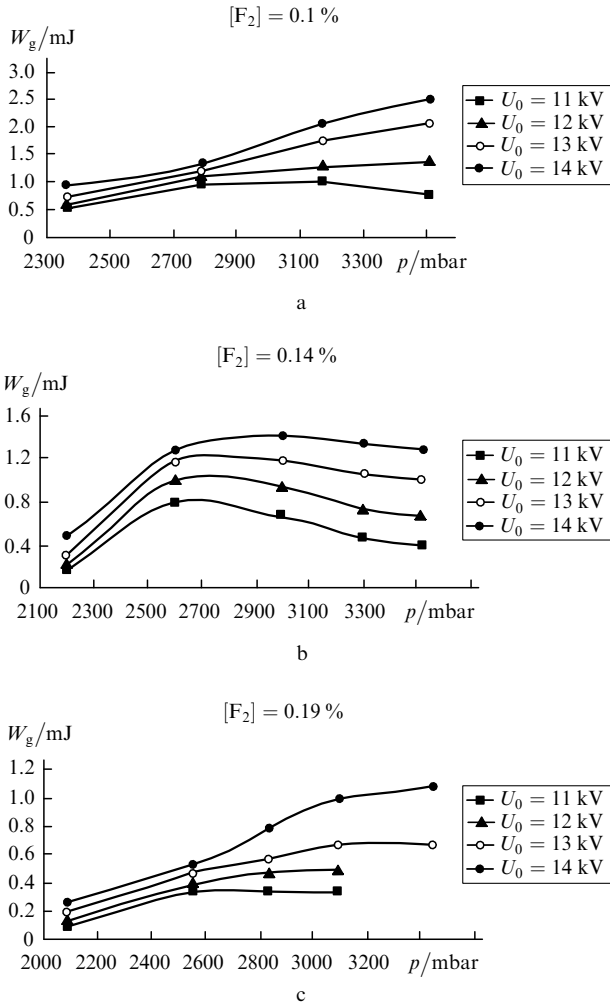 [F₂] = 0.1 %
W_g/mJ
3.0
2.5
2.0
1.5
1.0
0.5
0
2300 2500 2700 2900 3100 3300 p/mbar
U₀ = 11 kV
U₀ = 12 kV
U₀ = 13 kV
U₀ = 14 kV
a
[F₂] = 0.14 %
W_g/mJ
1.6
1.2
0.8
0.4
0
2100 2300 2500 2700 2900 3100 3300 p/mbar
U₀ = 11 kV
U₀ = 12 kV
U₀ = 13 kV
U₀ = 14 kV
b
[F₂] = 0.19 %
W_g/mJ
1.2
1.0
0.8
0.6
0.4
0.2
0
2000 2200 2400 2600 2800 3000 3200 p/mbar
U₀ = 11 kV
U₀ = 12 kV
U₀ = 13 kV
U₀ = 14 kV
c